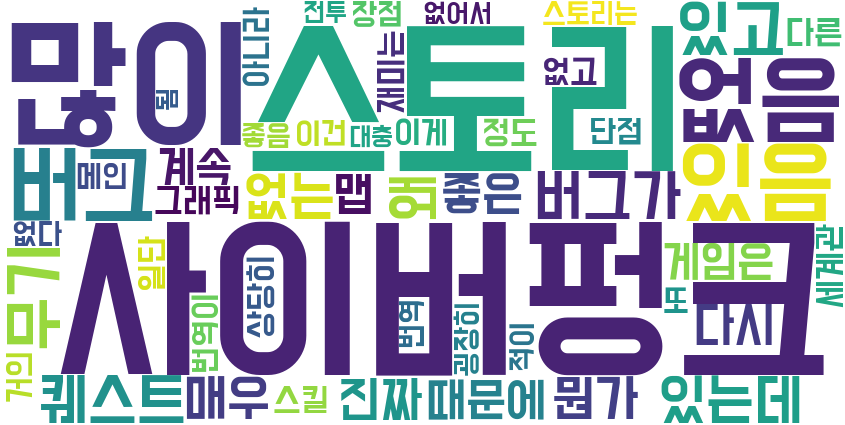 많이
스토리
아니라
전투
장점
없어서
스토리는
있고
다른
재미는
없고
없음
됨
좋음
이건
대충
이게
정도
단점
있음
버그
메인
계속
그래픽
없는
맵
왜
좋은
버그가
없다
사이버펑크
무기
일단
상당히
번역이
번역
굉장히
적이
게임은
또
다시
세계관
거의
퀘스트
매우
스킬
진짜
때문에
뭔가
있는데